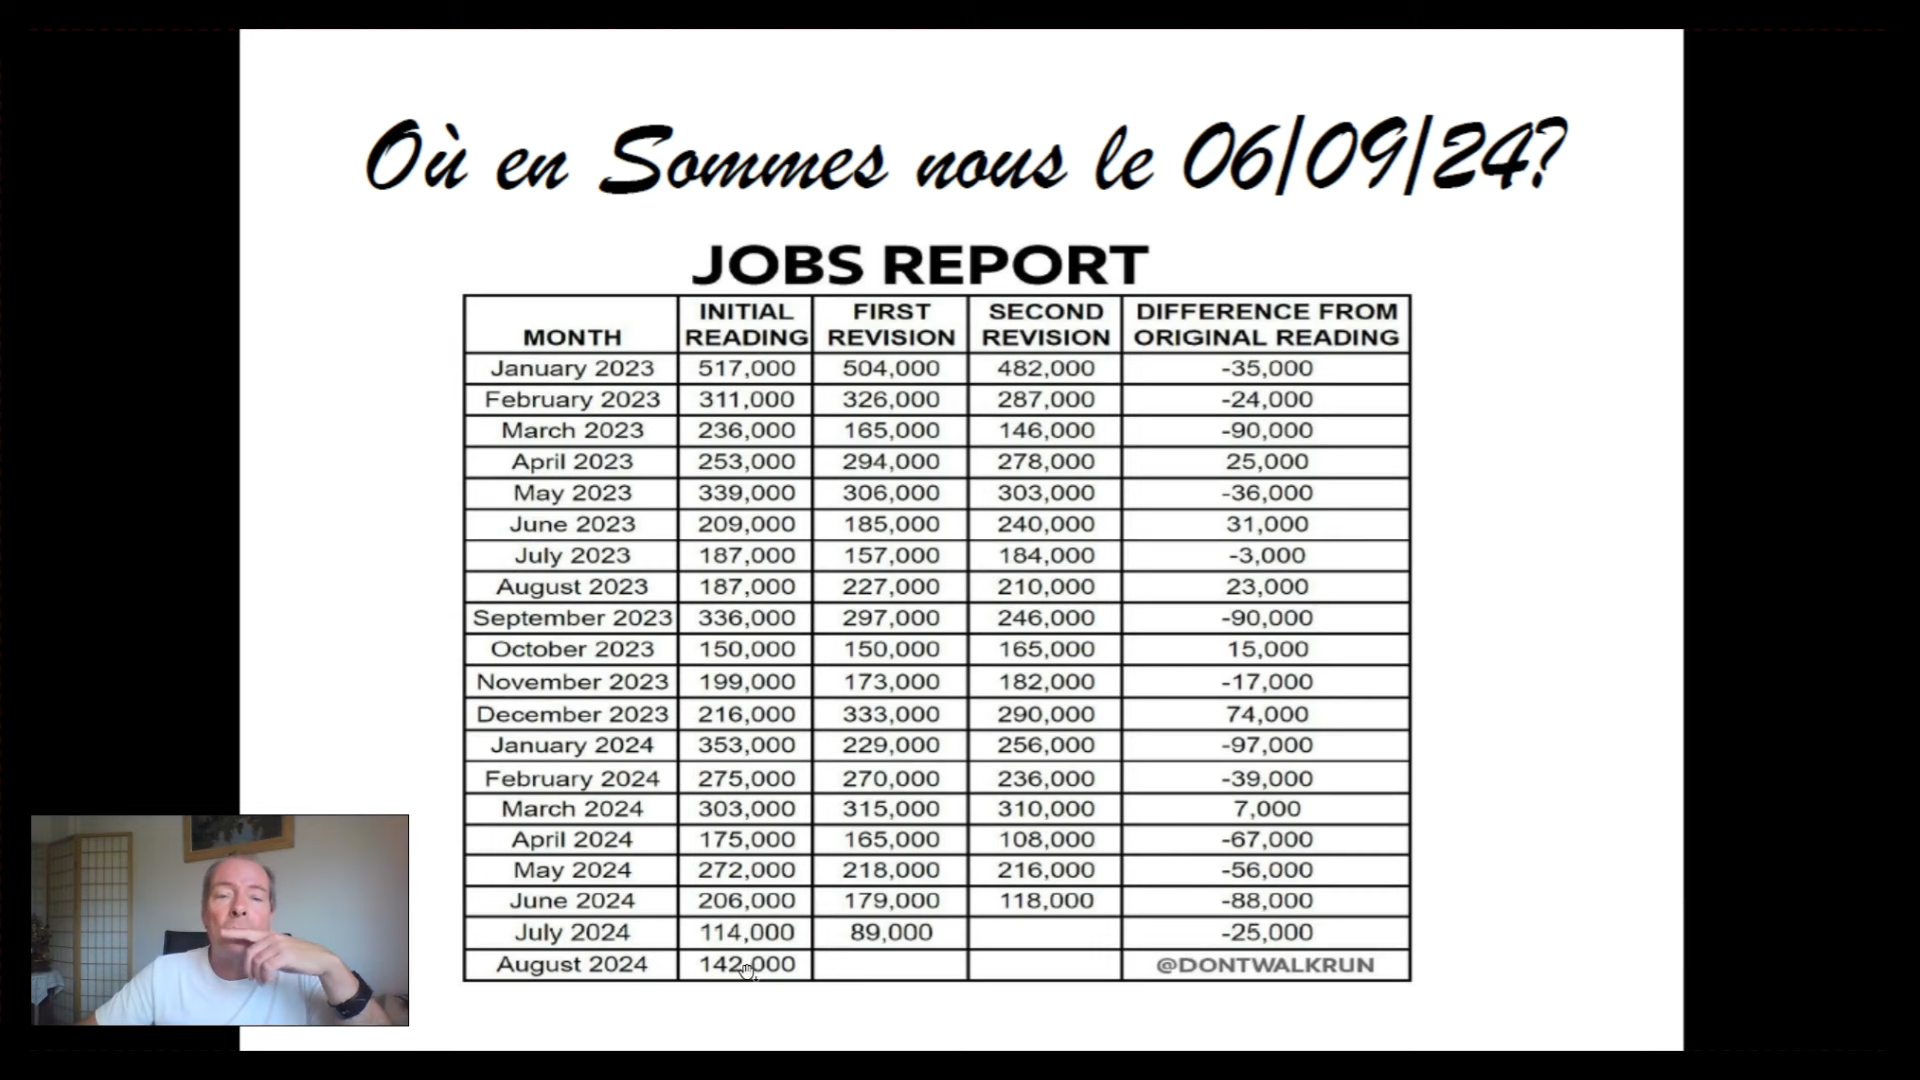 Où en Sommes nous le 06/09/24?
JOBS REPORT
MONTH INITIAL READING FIRST REVISION SECOND REVISION DIFFERENCE FROM ORIGINAL READING
January 2023 517,000 504,000 482,000 -35,000
February 2023 311,000 326,000 287,000 -24,000
March 2023 236,000 165,000 146,000 -90,000
April 2023 253,000 294,000 278,000 25,000
May 2023 339,000 306,000 303,000 -36,000
June 2023 209,000 185,000 240,000 31,000
July 2023 187,000 157,000 184,000 -3,000
August 2023 187,000 227,000 210,000 23,000
September 2023 336,000 297,000 246,000 -90,000
October 2023 150,000 150,000 165,000 15,000
November 2023 199,000 173,000 182,000 -17,000
December 2023 216,000 333,000 290,000 74,000
January 2024 353,000 229,000 256,000 -97,000
February 2024 275,000 270,000 236,000 -39,000
March 2024 303,000 315,000 310,000 7,000
April 2024 175,000 165,000 108,000 -67,000
May 2024 272,000 218,000 216,000 -56,000
June 2024 206,000 179,000 118,000 -88,000
July 2024 114,000 89,000 -25,000
August 2024 142,000 @DONTWALKRUN